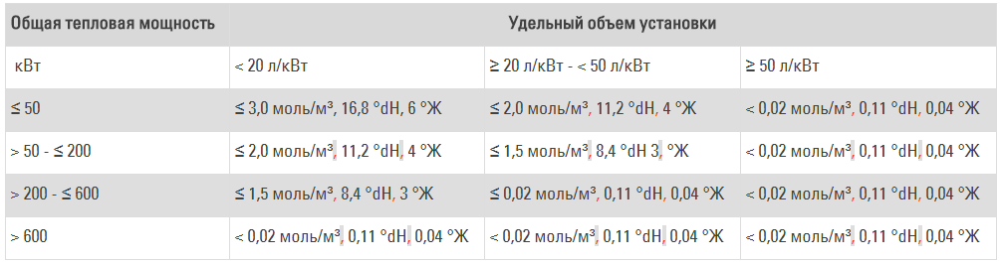 Общая тепловая мощность Удельный объем установки
кВт < 20 л/кВт ≥ 20 л/кВт - < 50 л/кВт ≥ 50 л/кВт
≤ 50 ≤ 3,0 моль/м³, 16,8 °dH, 6 °Ж ≤ 2,0 моль/м³, 11,2 °dH, 4 °Ж < 0,02 моль/м³, 0,11 °dH, 0,04 °Ж
> 50 - ≤ 200 ≤ 2,0 моль/м³, 11,2 °dH, 4 °Ж ≤ 1,5 моль/м³, 8,4 °dH 3, °Ж < 0,02 моль/м³, 0,11 °dH, 0,04 °Ж
> 200 - ≤ 600 ≤ 1,5 моль/м³, 8,4 °dH, 3 °Ж ≤ 0,02 моль/м³, 0,11 °dH, 0,04 °Ж < 0,02 моль/м³, 0,11 °dH, 0,04 °Ж
> 600 < 0,02 моль/м³, 0,11 °dH, 0,04 °Ж < 0,02 моль/м³, 0,11 °dH, 0,04 °Ж < 0,02 моль/м³, 0,11 °dH, 0,04 °Ж